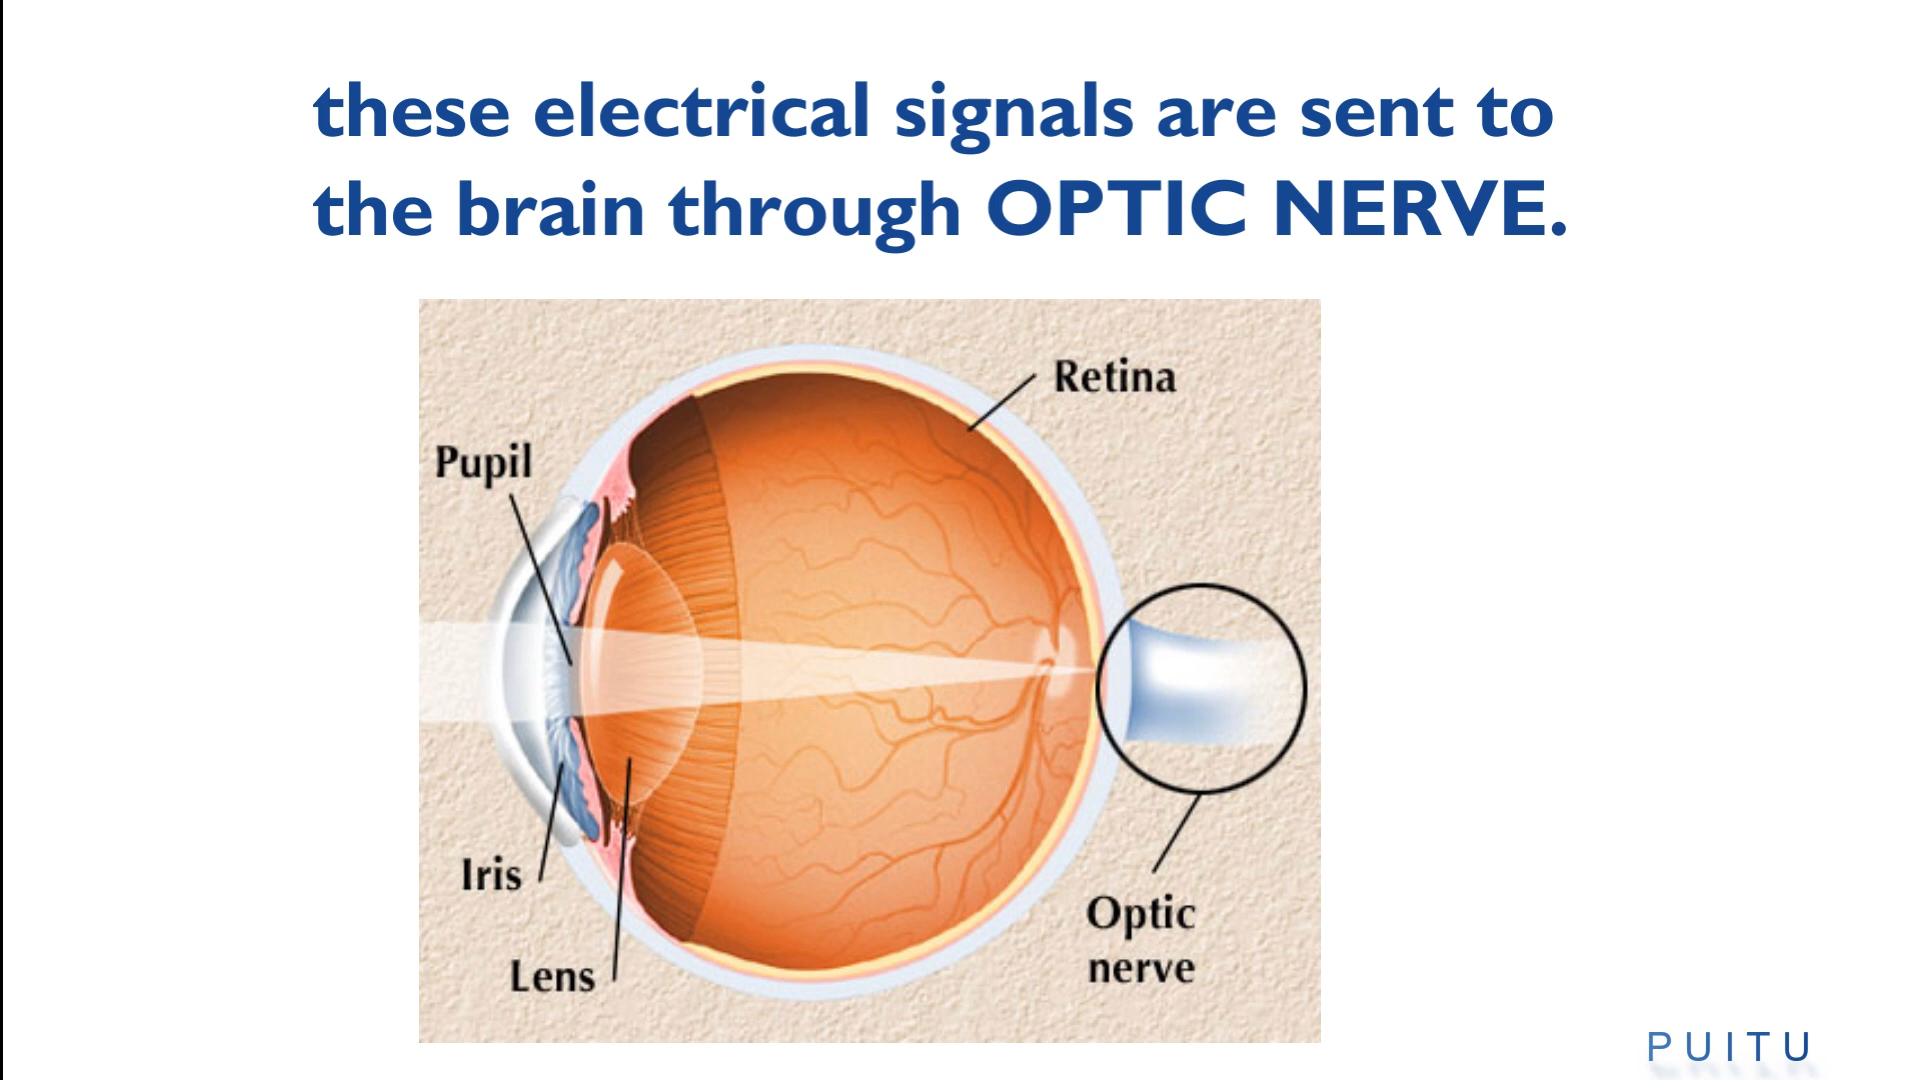 these electrical signals are sent to
the brain through OPTIC NERVE.
Retina
Pupil
Iris
Optic
nerve
Lens
PUITU